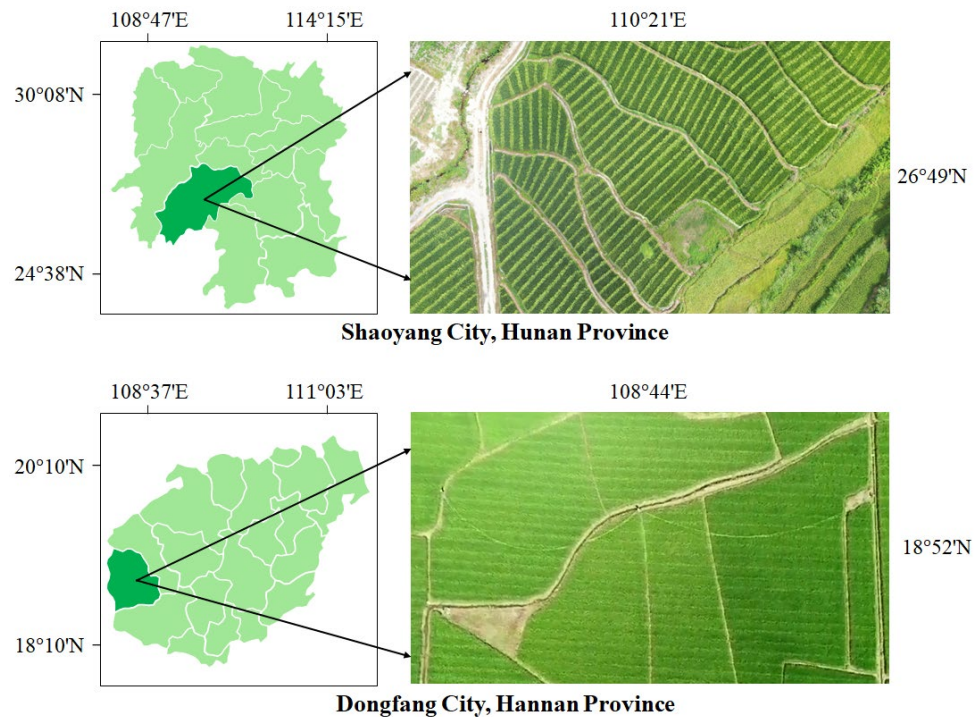 108°47'E 114°15'E 110°21'E
30°08'N
26°49'N
24°38'N
Shaoyang City, Hunan Province
108°37'E 111°03'E 108°44'E
20°10'N
18°52'N
18°10'N
Dongfang City, Hannan Province